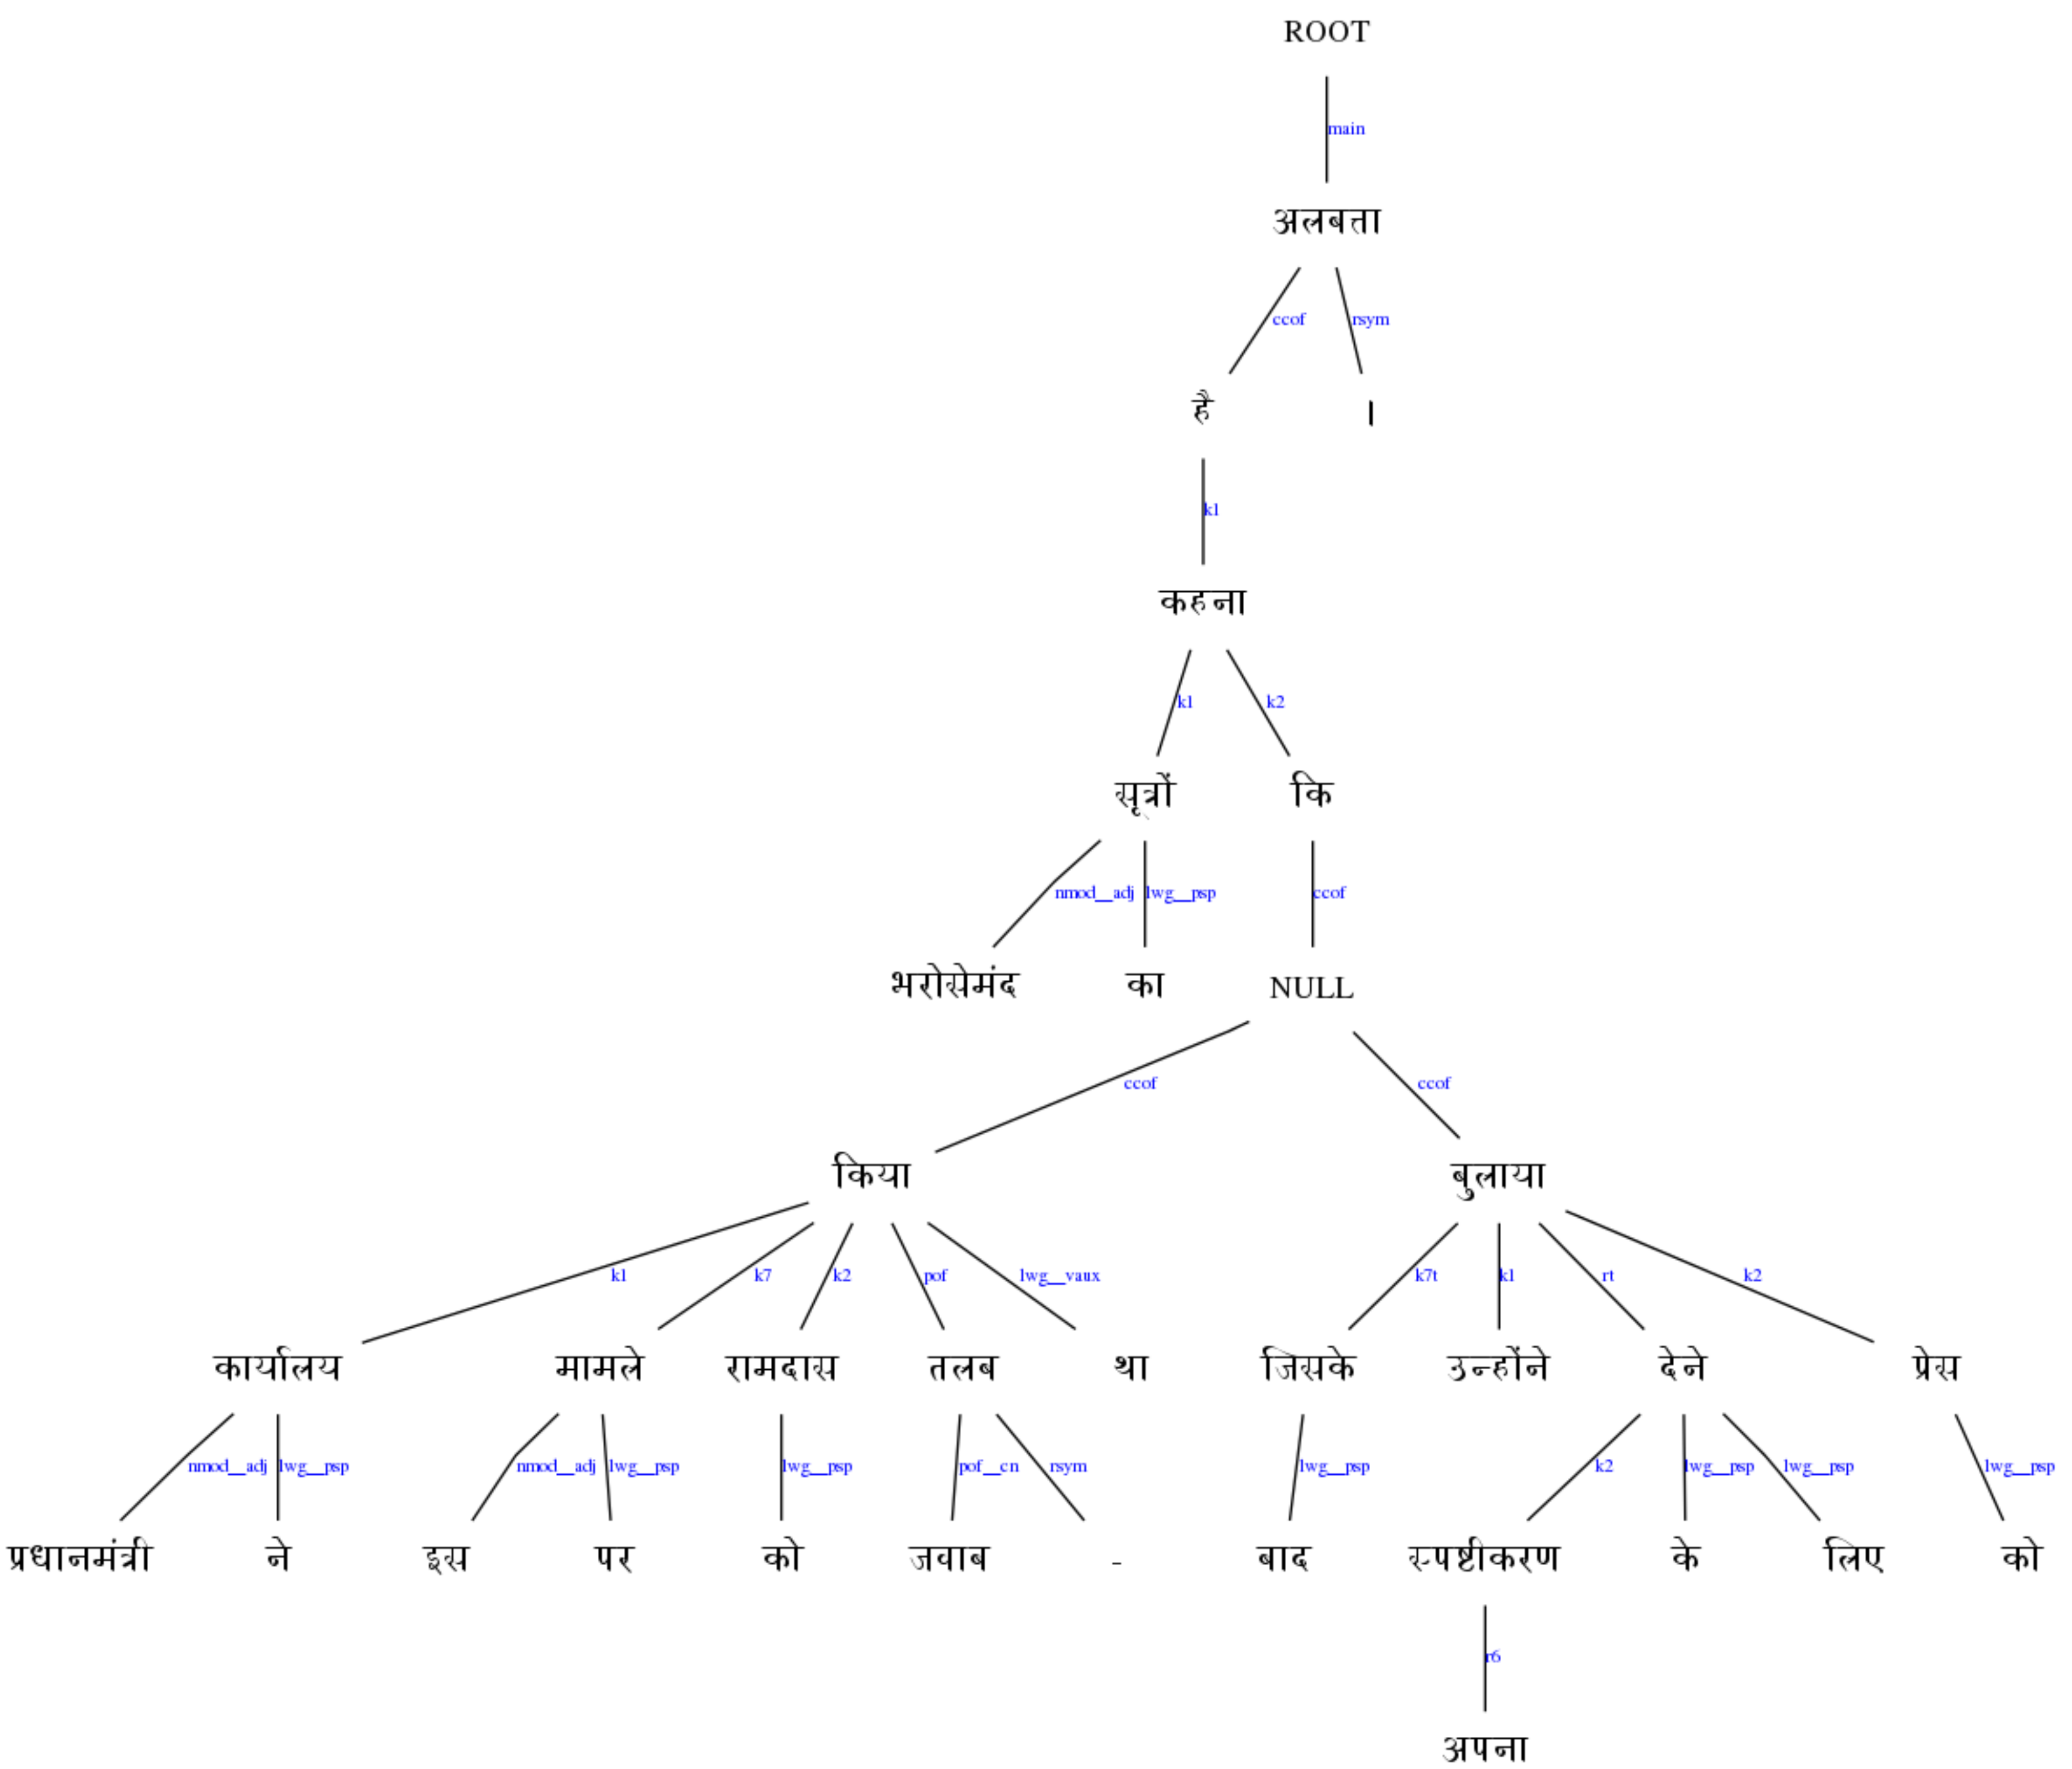 ROOT
main
अलबत्ता
ccof rsym
है ।
k1
कहना
k1 k2
सूत्रों कि
nmod__adj lwg__psp ccof
भरोसेमंद का NULL
ccof ccof
किया बुलाया
k1 k7 k2 pof lwg__vaux k7t k1 rt k2
कार्यालय मामले रामदास तलब था जिसके उन्होंने देने प्रेस
nmod__adj lwg__psp nmod__adj lwg__psp lwg__psp pof__cn rsym lwg__psp k2 lwg__psp lwg__psp lwg__psp
प्रधानमंत्री ने इस पर को जवाब - बाद स्पष्टीकरण के लिए को
r6
अपना